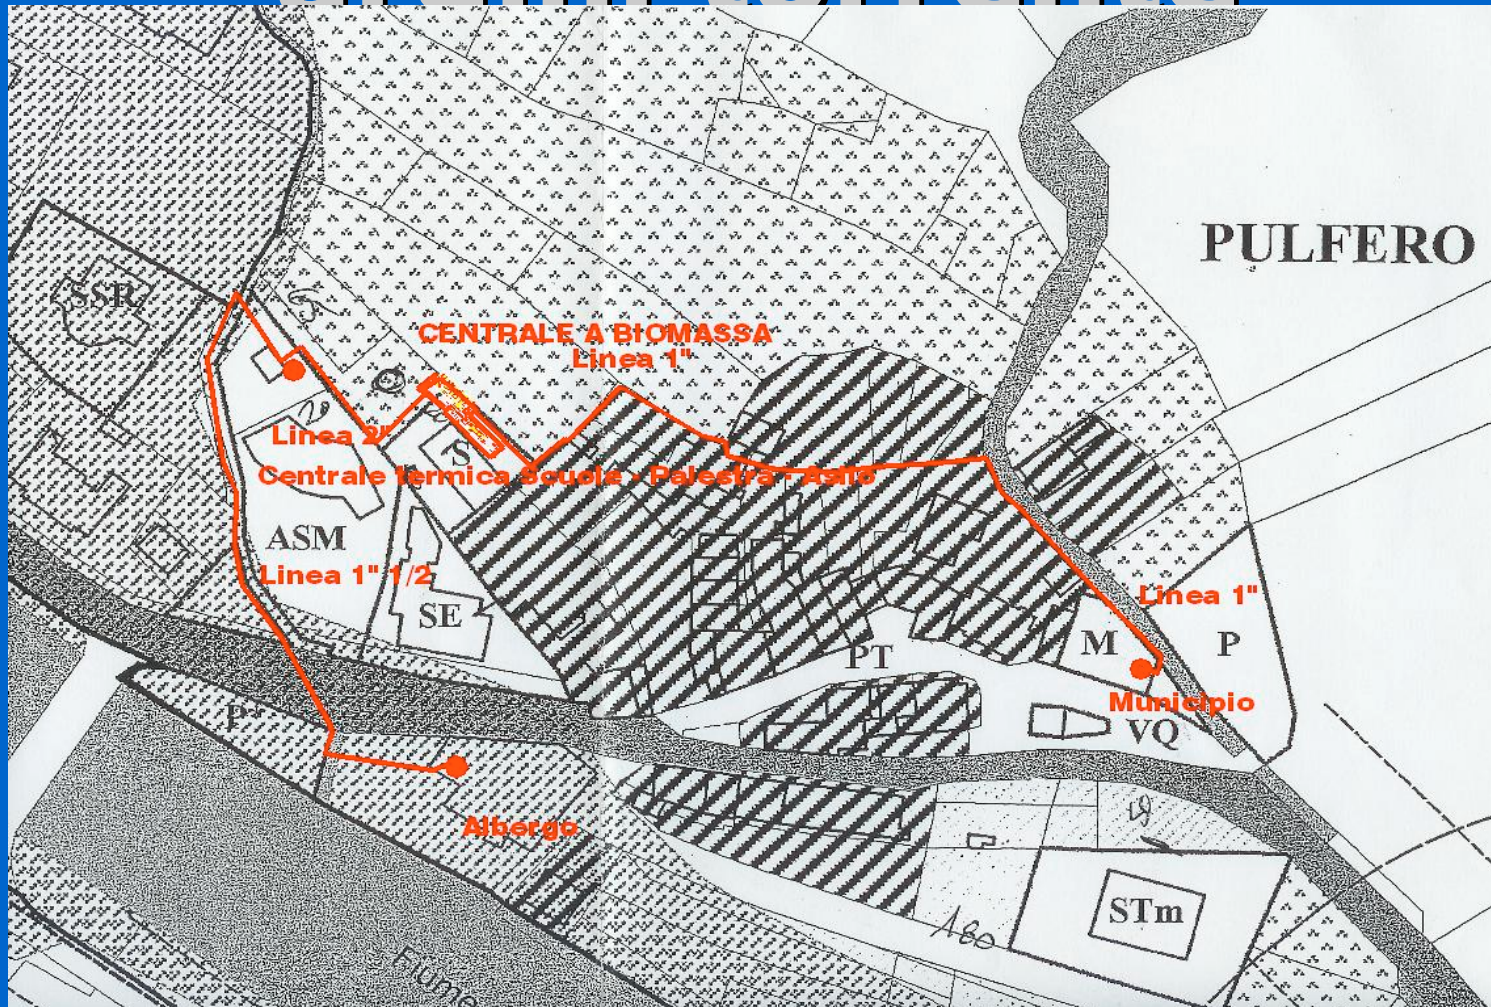 PULFERO
SSR
CENTRALE A BIOMASSA
Linea 1"
Linea 2"
S
Centrale termica Scuole - Palestra - Asilo
ASM
Linea 1" 1/2
SE
Linea 1"
M
P
PT
Municipio
VQ
P
Albergo
STm
180
Fiume